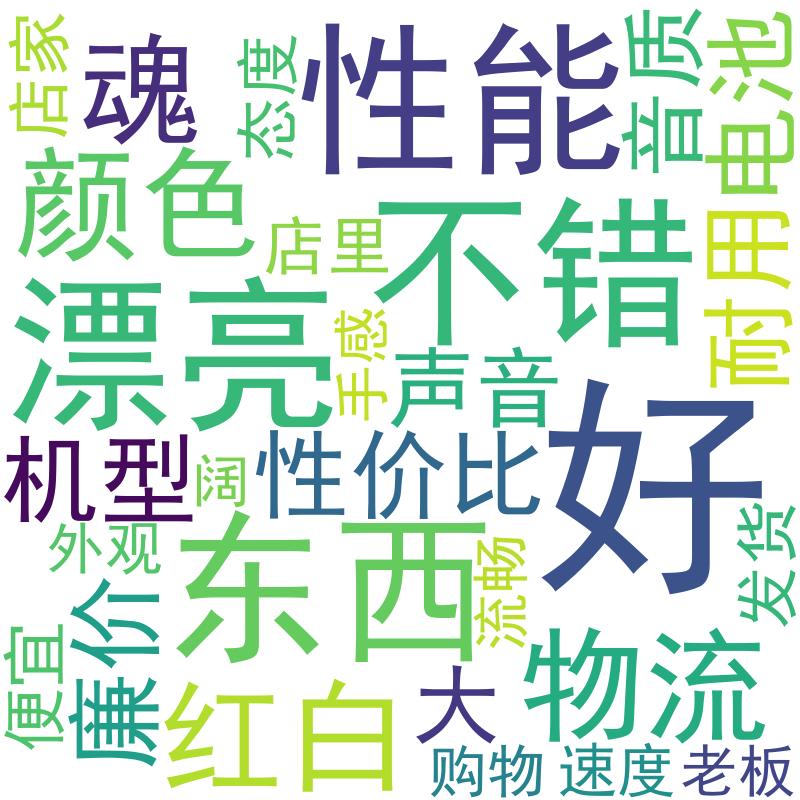 店家
魂
态度
性能
音质
电池
颜色
店里
不错
耐用
漂亮
手感
声音
好
机型
阔
性价比
外观
东西
流畅
发货
廉价
便宜
红白
大
物流
购物
速度
老板